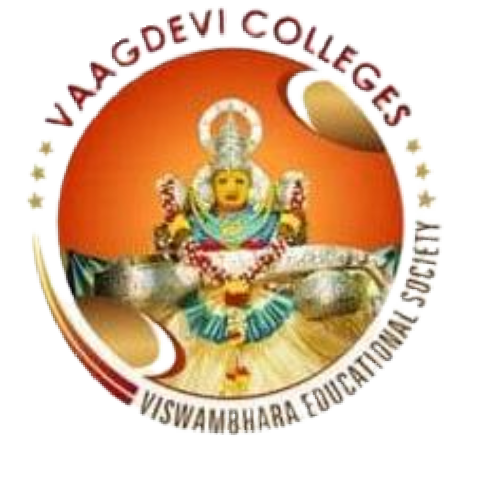 VAAGDEVI COLLEGES
VISWAMBHARA EDUCATIONAL SOCIETY